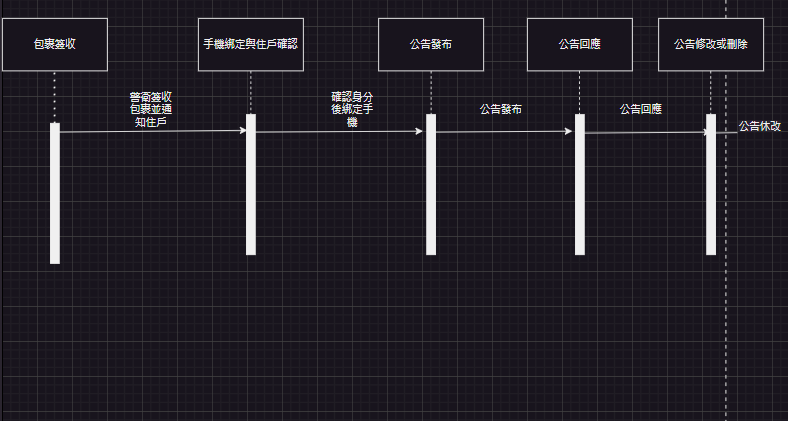 包裹簽收
手機綁定與住戶確認
公告發布
公告回應
公告修改或刪除
警衛簽收
包裹並通
知住戶
確認身分
後綁定手
機
公告發布
公告回應
公告休改